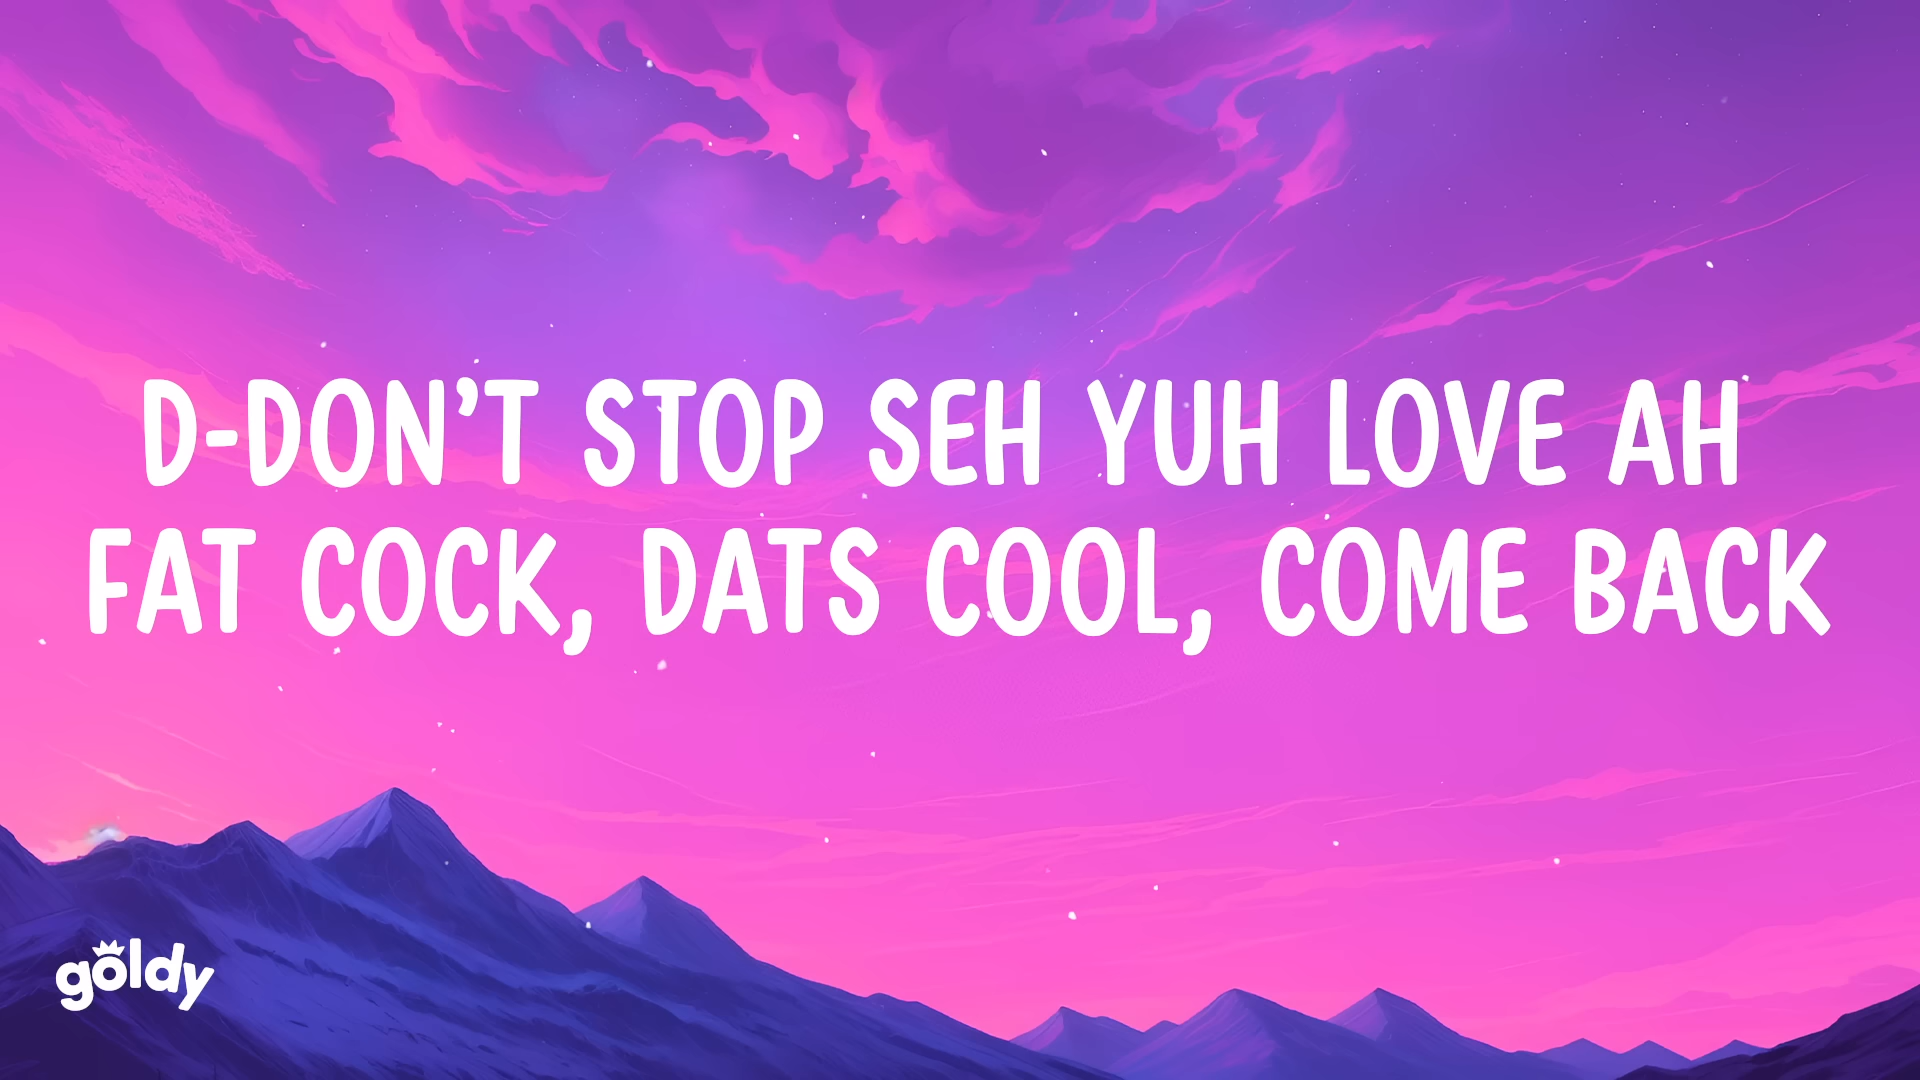 D-DON’T STOP SEH YUH LOVE AH
FAT COCK, DATS COOL, COME BACK
goldy